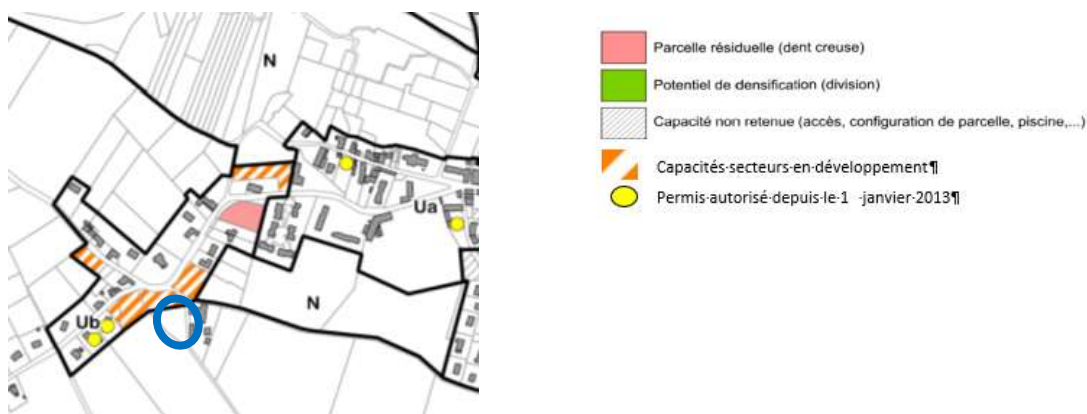 N
Ua
N
Ub
Parcelle résiduelle (dent creuse)
Potentiel de densification (division)
Capacité non retenue (accès, configuration de parcelle, piscine,...)
Capacités·secteurs·en·développement¶
Permis·autorisé·depuis·le·1 ·janvier·2013¶